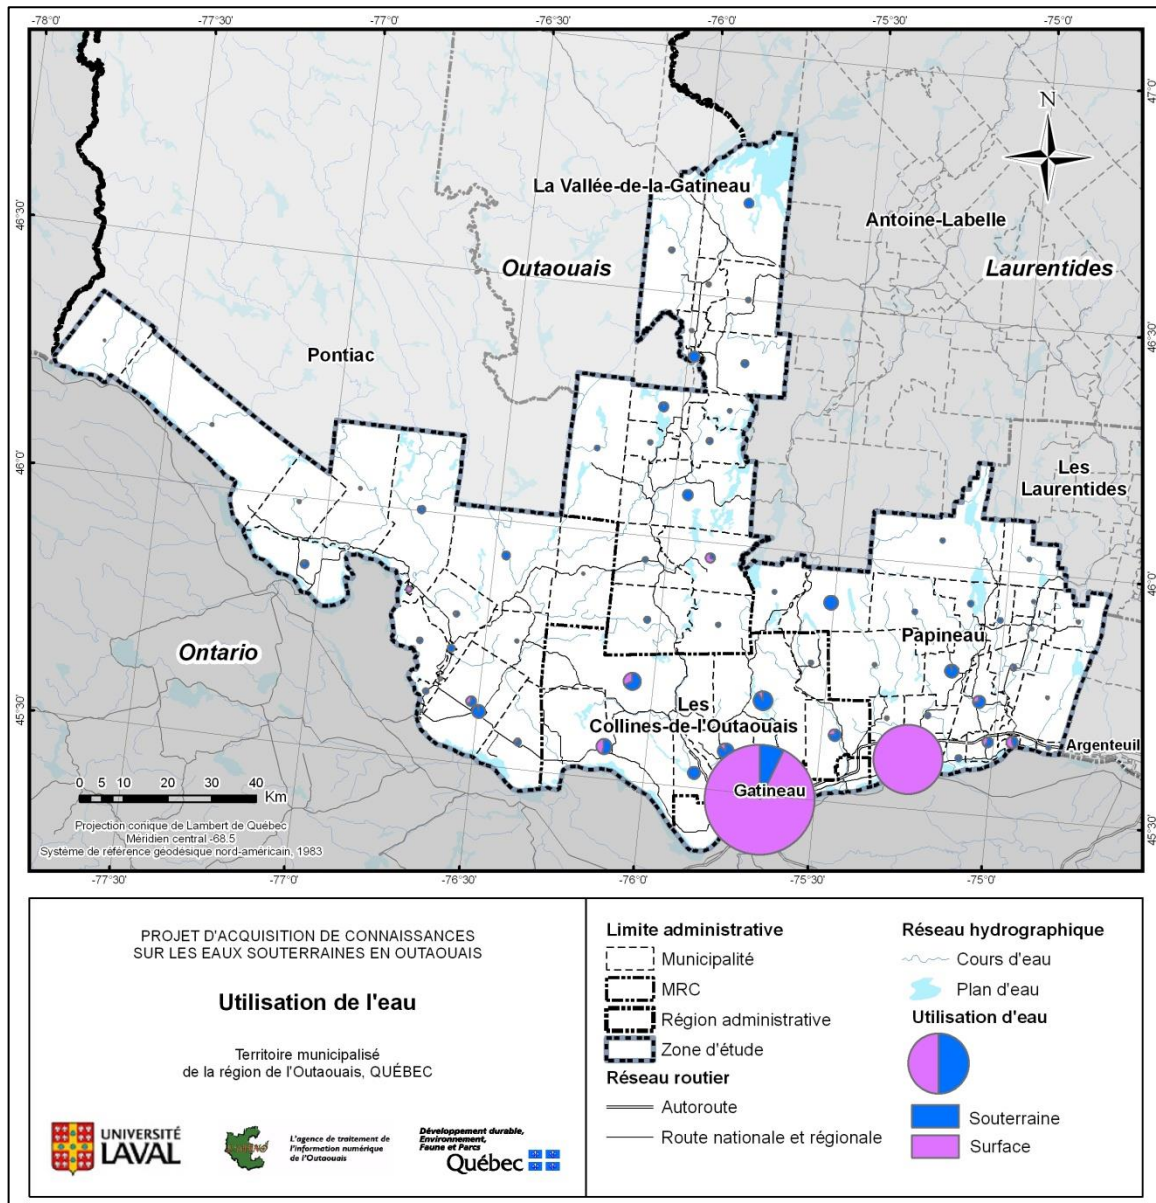 -78°0'
-77°30'
-77°0'
-76°30'
-76°0'
-75°30'
-75°0'
47°0'
N
La Vallée-de-la-Gatineau
Antoine-Labelle
46°30'
Outaouais
Laurentides
46°30'
Pontiac
46°0'
Les
Laurentides
46°0'
Ontario
Papineau
45°30'
Les
Collines-de-l'Outaouais
Argenteuil
Gatineau
0 5 10 20 30 40
Km
Projection conique de Lambert de Québec
Méridien central -68.5
Système de référence géodésique nord-américain, 1983
45°30'
-77°30'
-77°0'
-76°30'
-76°0'
-75°30'
-75°0'
PROJET D'ACQUISITION DE CONNAISSANCES
SUR LES EAUX SOUTERRAINES EN OUTAOUAIS
Utilisation de l'eau
Territoire municipalisé
de la région de l'Outaouais, QUÉBEC
UNIVERSITÉ
LAVAL
L'agence de traitement de
l'information numérique
de l'Outaouais
Développement durable,
Environnement,
Faune et Parcs
Québec
Limite administrative
Municipalité
MRC
Région administrative
Zone d'étude
Réseau routier
Autoroute
Route nationale et régionale
Réseau hydrographique
Cours d'eau
Plan d'eau
Utilisation d'eau
Souterraine
Surface